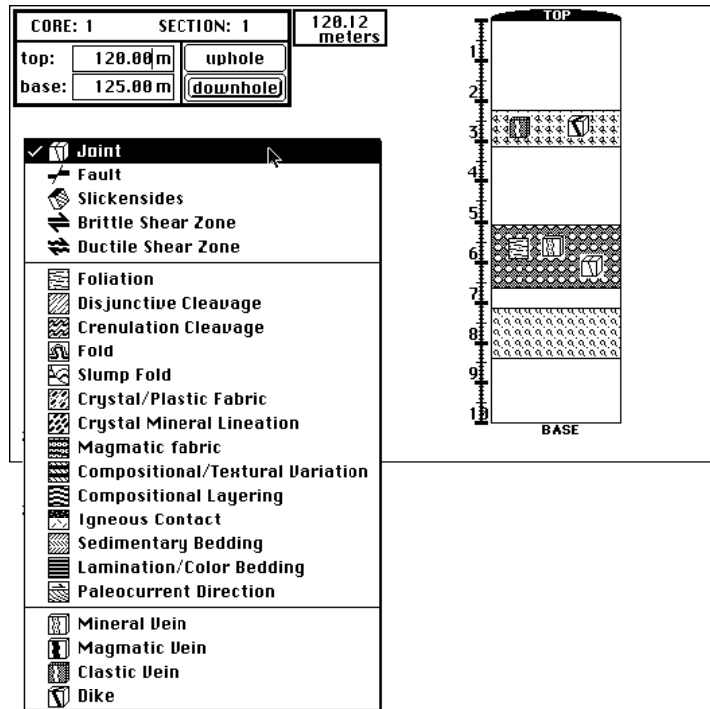 CORE: 1 SECTION: 1
120.12 meters
top: 120.00 m uphole
base: 125.00 m downhole
✓ Joint
Fault
Slickensides
Brittle Shear Zone
Ductile Shear Zone
Foliation
Disjunctive Cleavage
Crenulation Cleavage
Fold
Slump Fold
Crystal/Plastic Fabric
Crystal Mineral Lineation
Magmatic fabric
Compositional/Textural Variation
Compositional Layering
Igneous Contact
Sedimentary Bedding
Lamination/Color Bedding
Paleocurrent Direction
Mineral Vein
Magmatic Vein
Clastic Vein
Dike
TOP
1
2
3
4
5
6
7
8
9
10
BASE